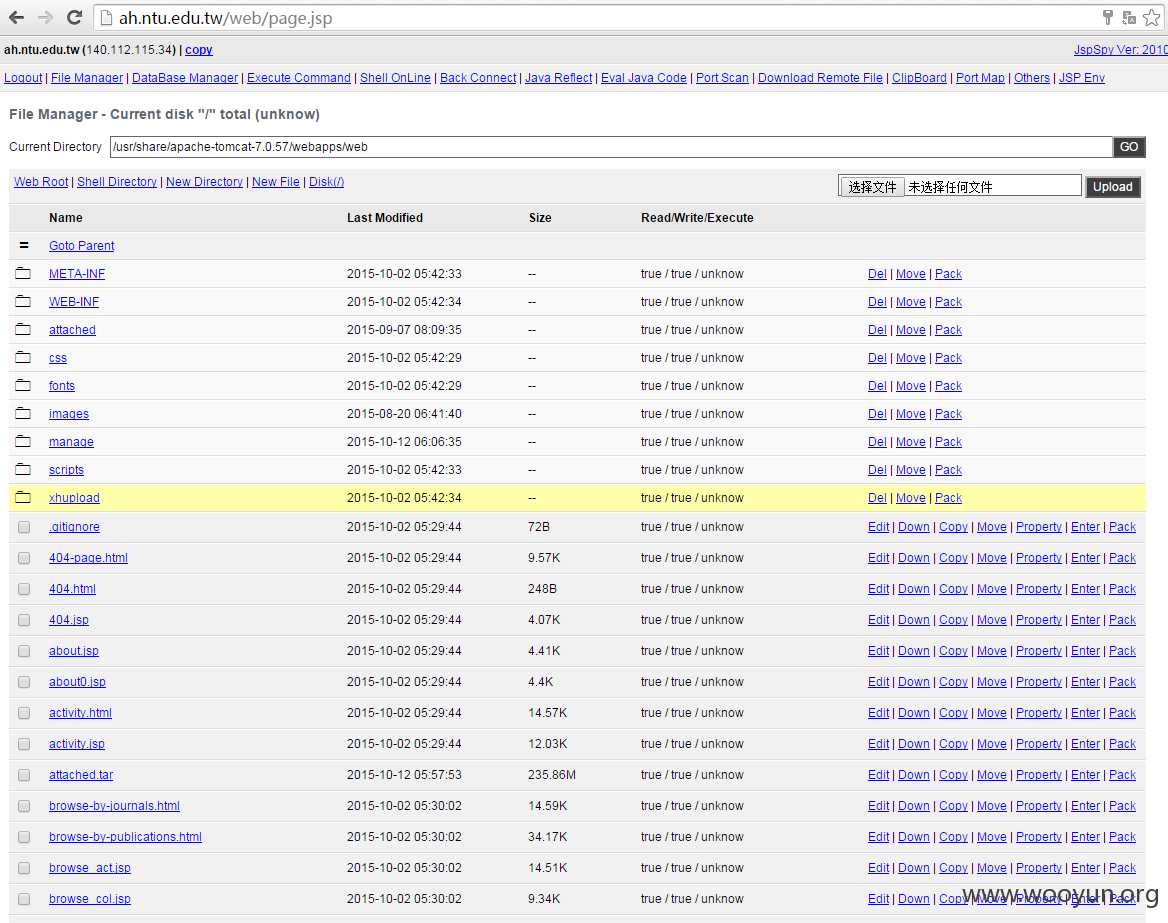 ah.ntu.edu.tw/web/page.jsp
ah.ntu.edu.tw (140.112.115.34) | copy JspSpy Ver: 2010
Logout | File Manager | DataBase Manager | Execute Command | Shell OnLine | Back Connect | Java Reflect | Eval Java Code | Port Scan | Download Remote File | ClipBoard | Port Map | Others | JSP Env
File Manager - Current disk "/" total (unknow)
Current Directory /usr/share/apache-tomcat-7.0.57/webapps/web GO
Web Root | Shell Directory | New Directory | New File | Disk(/) 选择文件 未选择任何文件 Upload
Name Last Modified Size Read/Write/Execute
= Goto Parent
META-INF 2015-10-02 05:42:33 -- true / true / unknow Del | Move | Pack
WEB-INF 2015-10-02 05:42:34 -- true / true / unknow Del | Move | Pack
attached 2015-09-07 08:09:35 -- true / true / unknow Del | Move | Pack
css 2015-10-02 05:42:29 -- true / true / unknow Del | Move | Pack
fonts 2015-10-02 05:42:29 -- true / true / unknow Del | Move | Pack
images 2015-08-20 06:41:40 -- true / true / unknow Del | Move | Pack
manage 2015-10-12 06:06:35 -- true / true / unknow Del | Move | Pack
scripts 2015-10-02 05:42:33 -- true / true / unknow Del | Move | Pack
xhupload 2015-10-02 05:42:34 -- true / true / unknow Del | Move | Pack
.gitignore 2015-10-02 05:29:44 72B true / true / unknow Edit | Down | Copy | Move | Property | Enter | Pack
404-page.html 2015-10-02 05:29:44 9.57K true / true / unknow Edit | Down | Copy | Move | Property | Enter | Pack
404.html 2015-10-02 05:29:44 248B true / true / unknow Edit | Down | Copy | Move | Property | Enter | Pack
404.jsp 2015-10-02 05:29:44 4.07K true / true / unknow Edit | Down | Copy | Move | Property | Enter | Pack
about.jsp 2015-10-02 05:29:44 4.41K true / true / unknow Edit | Down | Copy | Move | Property | Enter | Pack
about0.jsp 2015-10-02 05:29:44 4.4K true / true / unknow Edit | Down | Copy | Move | Property | Enter | Pack
activity.html 2015-10-02 05:29:44 14.57K true / true / unknow Edit | Down | Copy | Move | Property | Enter | Pack
activity.jsp 2015-10-02 05:29:44 12.03K true / true / unknow Edit | Down | Copy | Move | Property | Enter | Pack
attached.tar 2015-10-12 05:57:53 235.86M true / true / unknow Edit | Down | Copy | Move | Property | Enter | Pack
browse-by-journals.html 2015-10-02 05:30:02 14.59K true / true / unknow Edit | Down | Copy | Move | Property | Enter | Pack
browse-by-publications.html 2015-10-02 05:30:02 34.17K true / true / unknow Edit | Down | Copy | Move | Property | Enter | Pack
browse_act.jsp 2015-10-02 05:30:02 14.51K true / true / unknow Edit | Down | Copy | Move | Property | Enter | Pack
browse_col.jsp 2015-10-02 05:30:02 9.34K true / true / unknow Edit | Down | Copy | Move | Property | Enter | Pack
www.wooyun.org